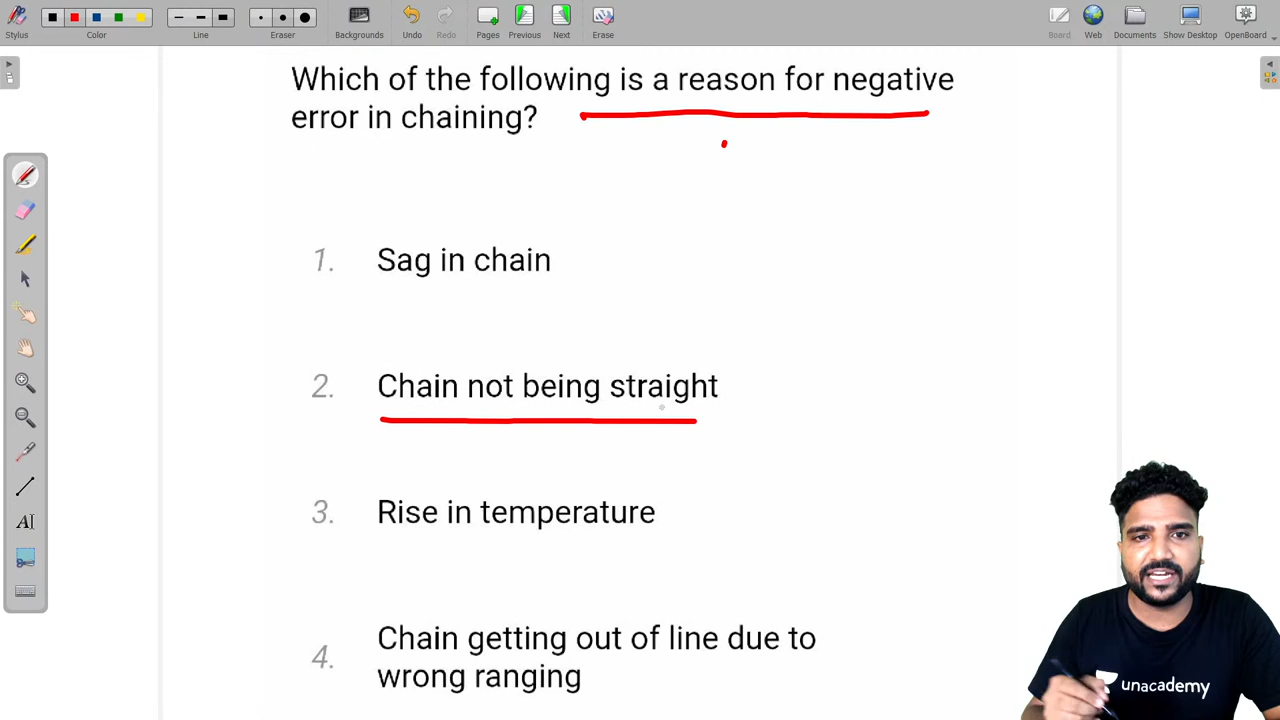 Stylus
Color
Line
Eraser
Backgrounds
Undo
Redo
Pages
Previous
Next
Erase
Board
Web
Documents
Show Desktop
OpenBoard
Which of the following is a reason for negative
error in chaining?
1. Sag in chain
2. Chain not being straight
3. Rise in temperature
4. Chain getting out of line due to
wrong ranging
AI
unacademy